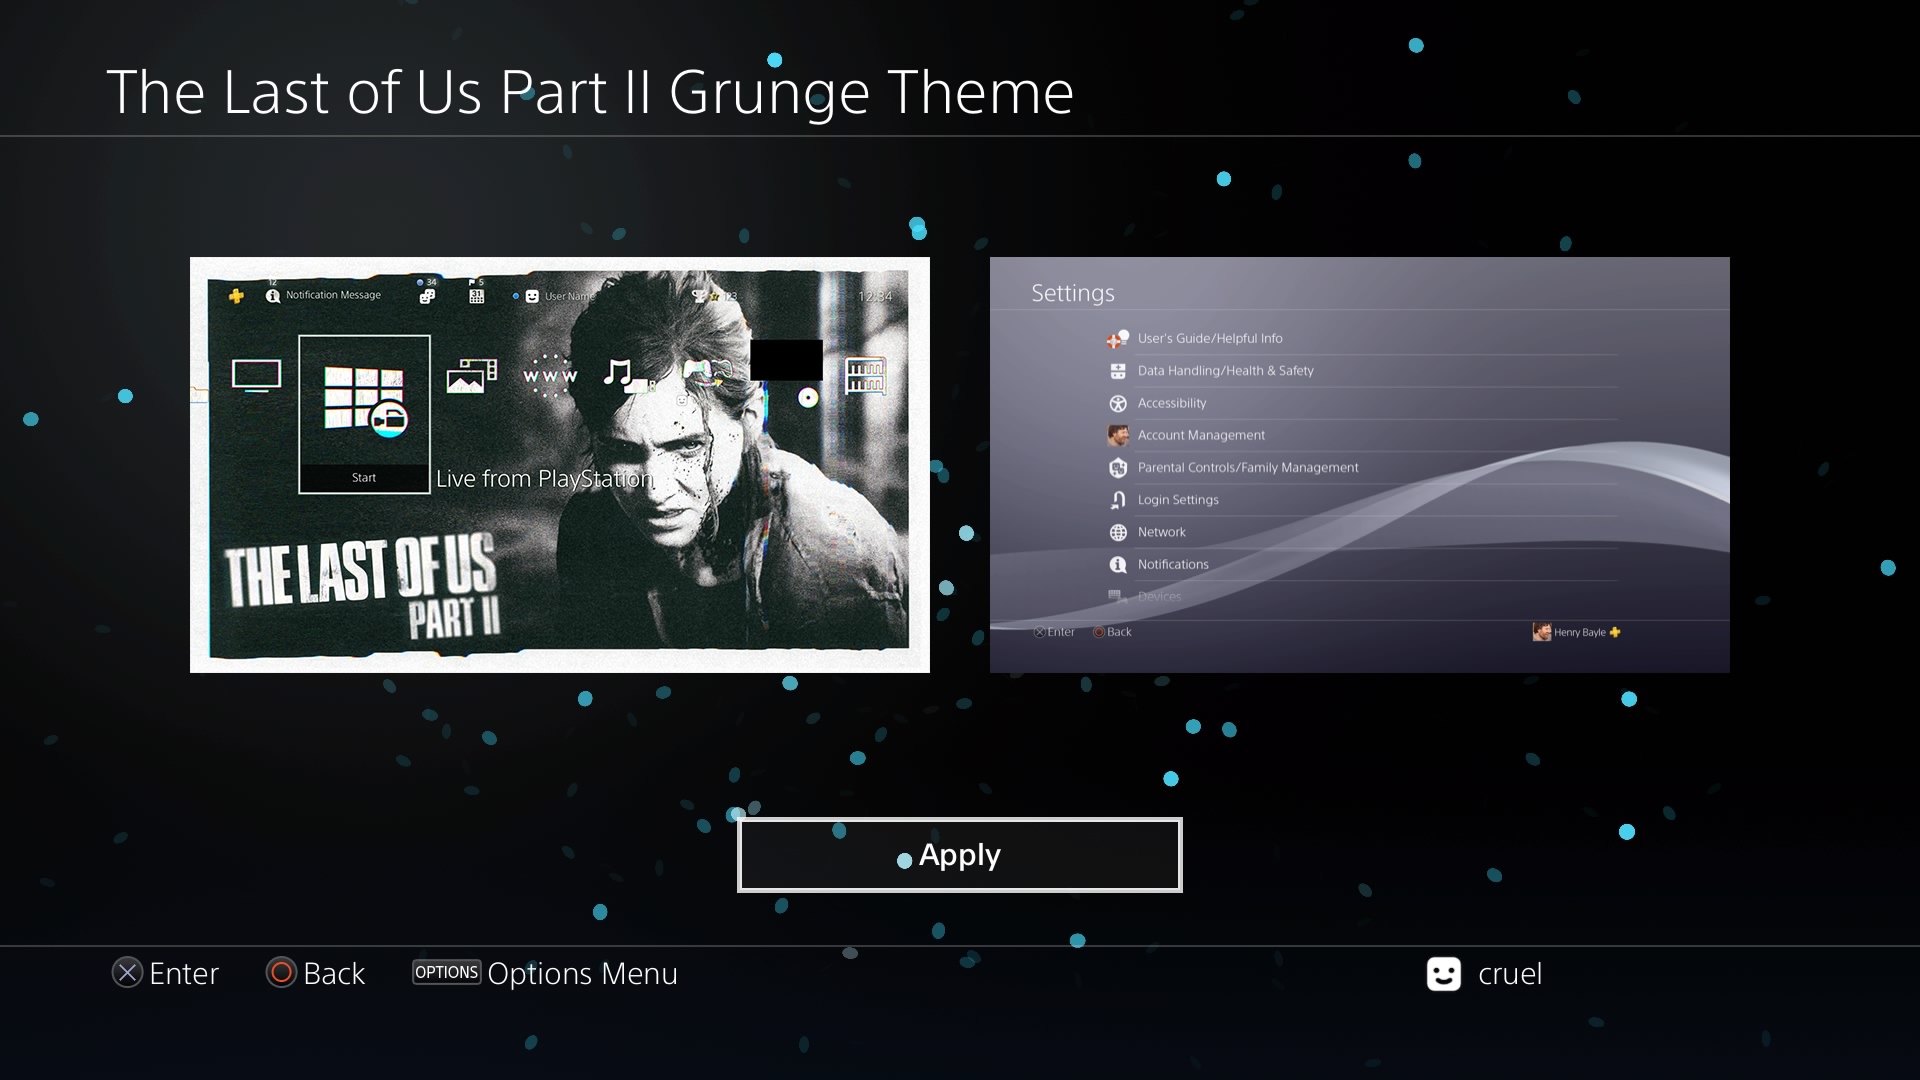 The Last of Us Part II Grunge Theme
12
34
5
Notification Message
31
User Name
12:34
WWW
Start
Live from PlayStation
THE LAST OF US
PART II
Settings
User's Guide/Helpful Info
Data Handling/Health & Safety
Accessibility
Account Management
Parental Controls/Family Management
Login Settings
Network
Notifications
Devices
Enter
Back
Henry Bayle
Apply
Enter
Back
OPTIONS Options Menu
cruel